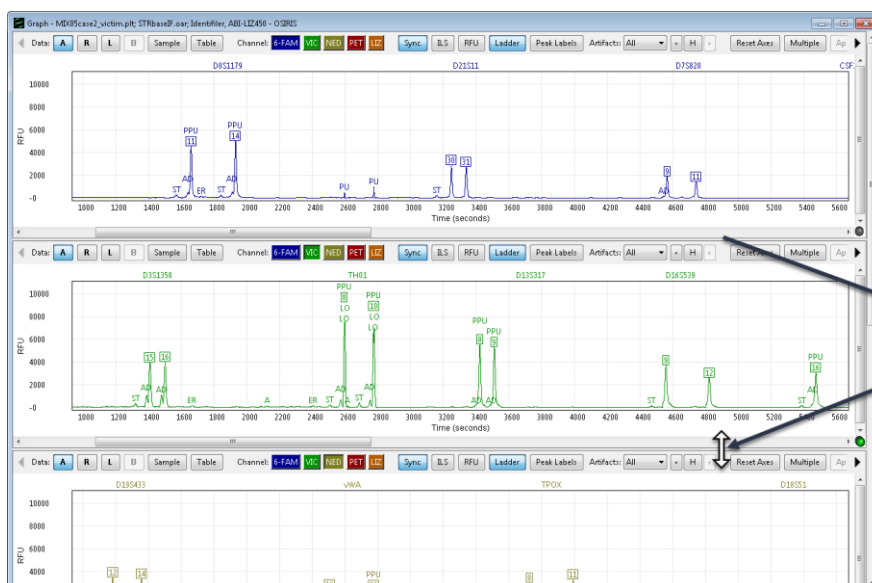 Graph - MIX05case2_victim.plt; STRbaseIF.oar; Identifiler, ABI-LIZ450 - OSIRIS
Data: A R L B Sample Table Channel: 6-FAM VIC NED PET LIZ Sync ILS RFU Ladder Peak Labels Artifacts: All H Reset Axes Multiple Ap
D8S1179 D21S11 D7S820 CSF
10000
8000
6000
4000
2000
-0
RFU
PPU PPU
11 14 30 31 9 11
AD AD AD
ST ER ST PU PU ST
1000 1200 1400 1600 1800 2000 2200 2400 2600 2800 3000 3200 3400 3600 3800 4000 4200 4400 4600 4800 5000 5200 5400 5600
Time (seconds)
Data: A R L B Sample Table Channel: 6-FAM VIC NED PET LIZ Sync ILS RFU Ladder Peak Labels Artifacts: All H Reset Axes Multiple Ap
D3S1358 TH01 D13S317 D16S539
10000
8000
6000
4000
2000
-0
RFU
PPU PPU PPU PPU PPU
15 16 8 10 8 9 9 12 16
LO LO
LO LO
AD AD AD AD AD AD AD
ST ER A ER ST A ST ST ST
1000 1200 1400 1600 1800 2000 2200 2400 2600 2800 3000 3200 3400 3600 3800 4000 4200 4400 4600 4800 5000 5200 5400 5600
Time (seconds)
Data: A R L B Sample Table Channel: 6-FAM VIC NED PET LIZ Sync ILS RFU Ladder Peak Labels Artifacts: All H Reset Axes Multiple Ap
D19S433 vWA TPOX D18S51
10000
8000
6000
4000
RFU
12 14 PPU 8 11